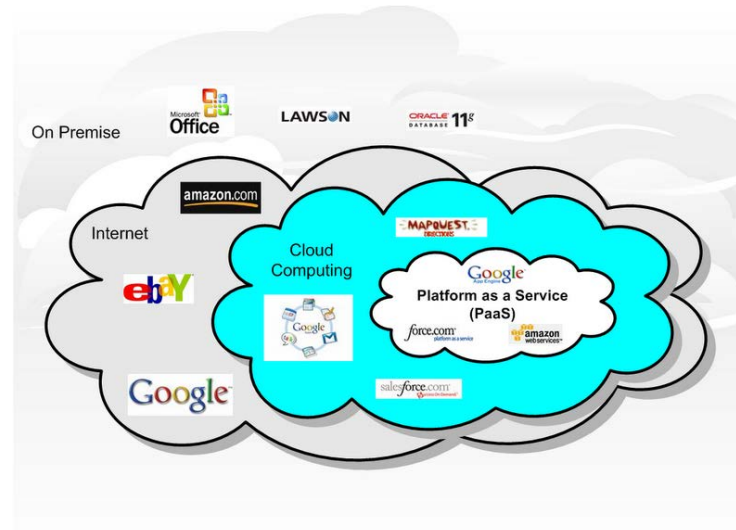 Microsoft
Office
LAWSON
ORACLE
DATABASE 11g
On Premise
amazon.com
Internet
MAPQUEST
DIRECTIONS
Cloud
Computing
Google
App Engine
Platform as a Service
(PaaS)
ebaY
Google
force.com
platform as a service
amazon
web services
salesforce.com
Google